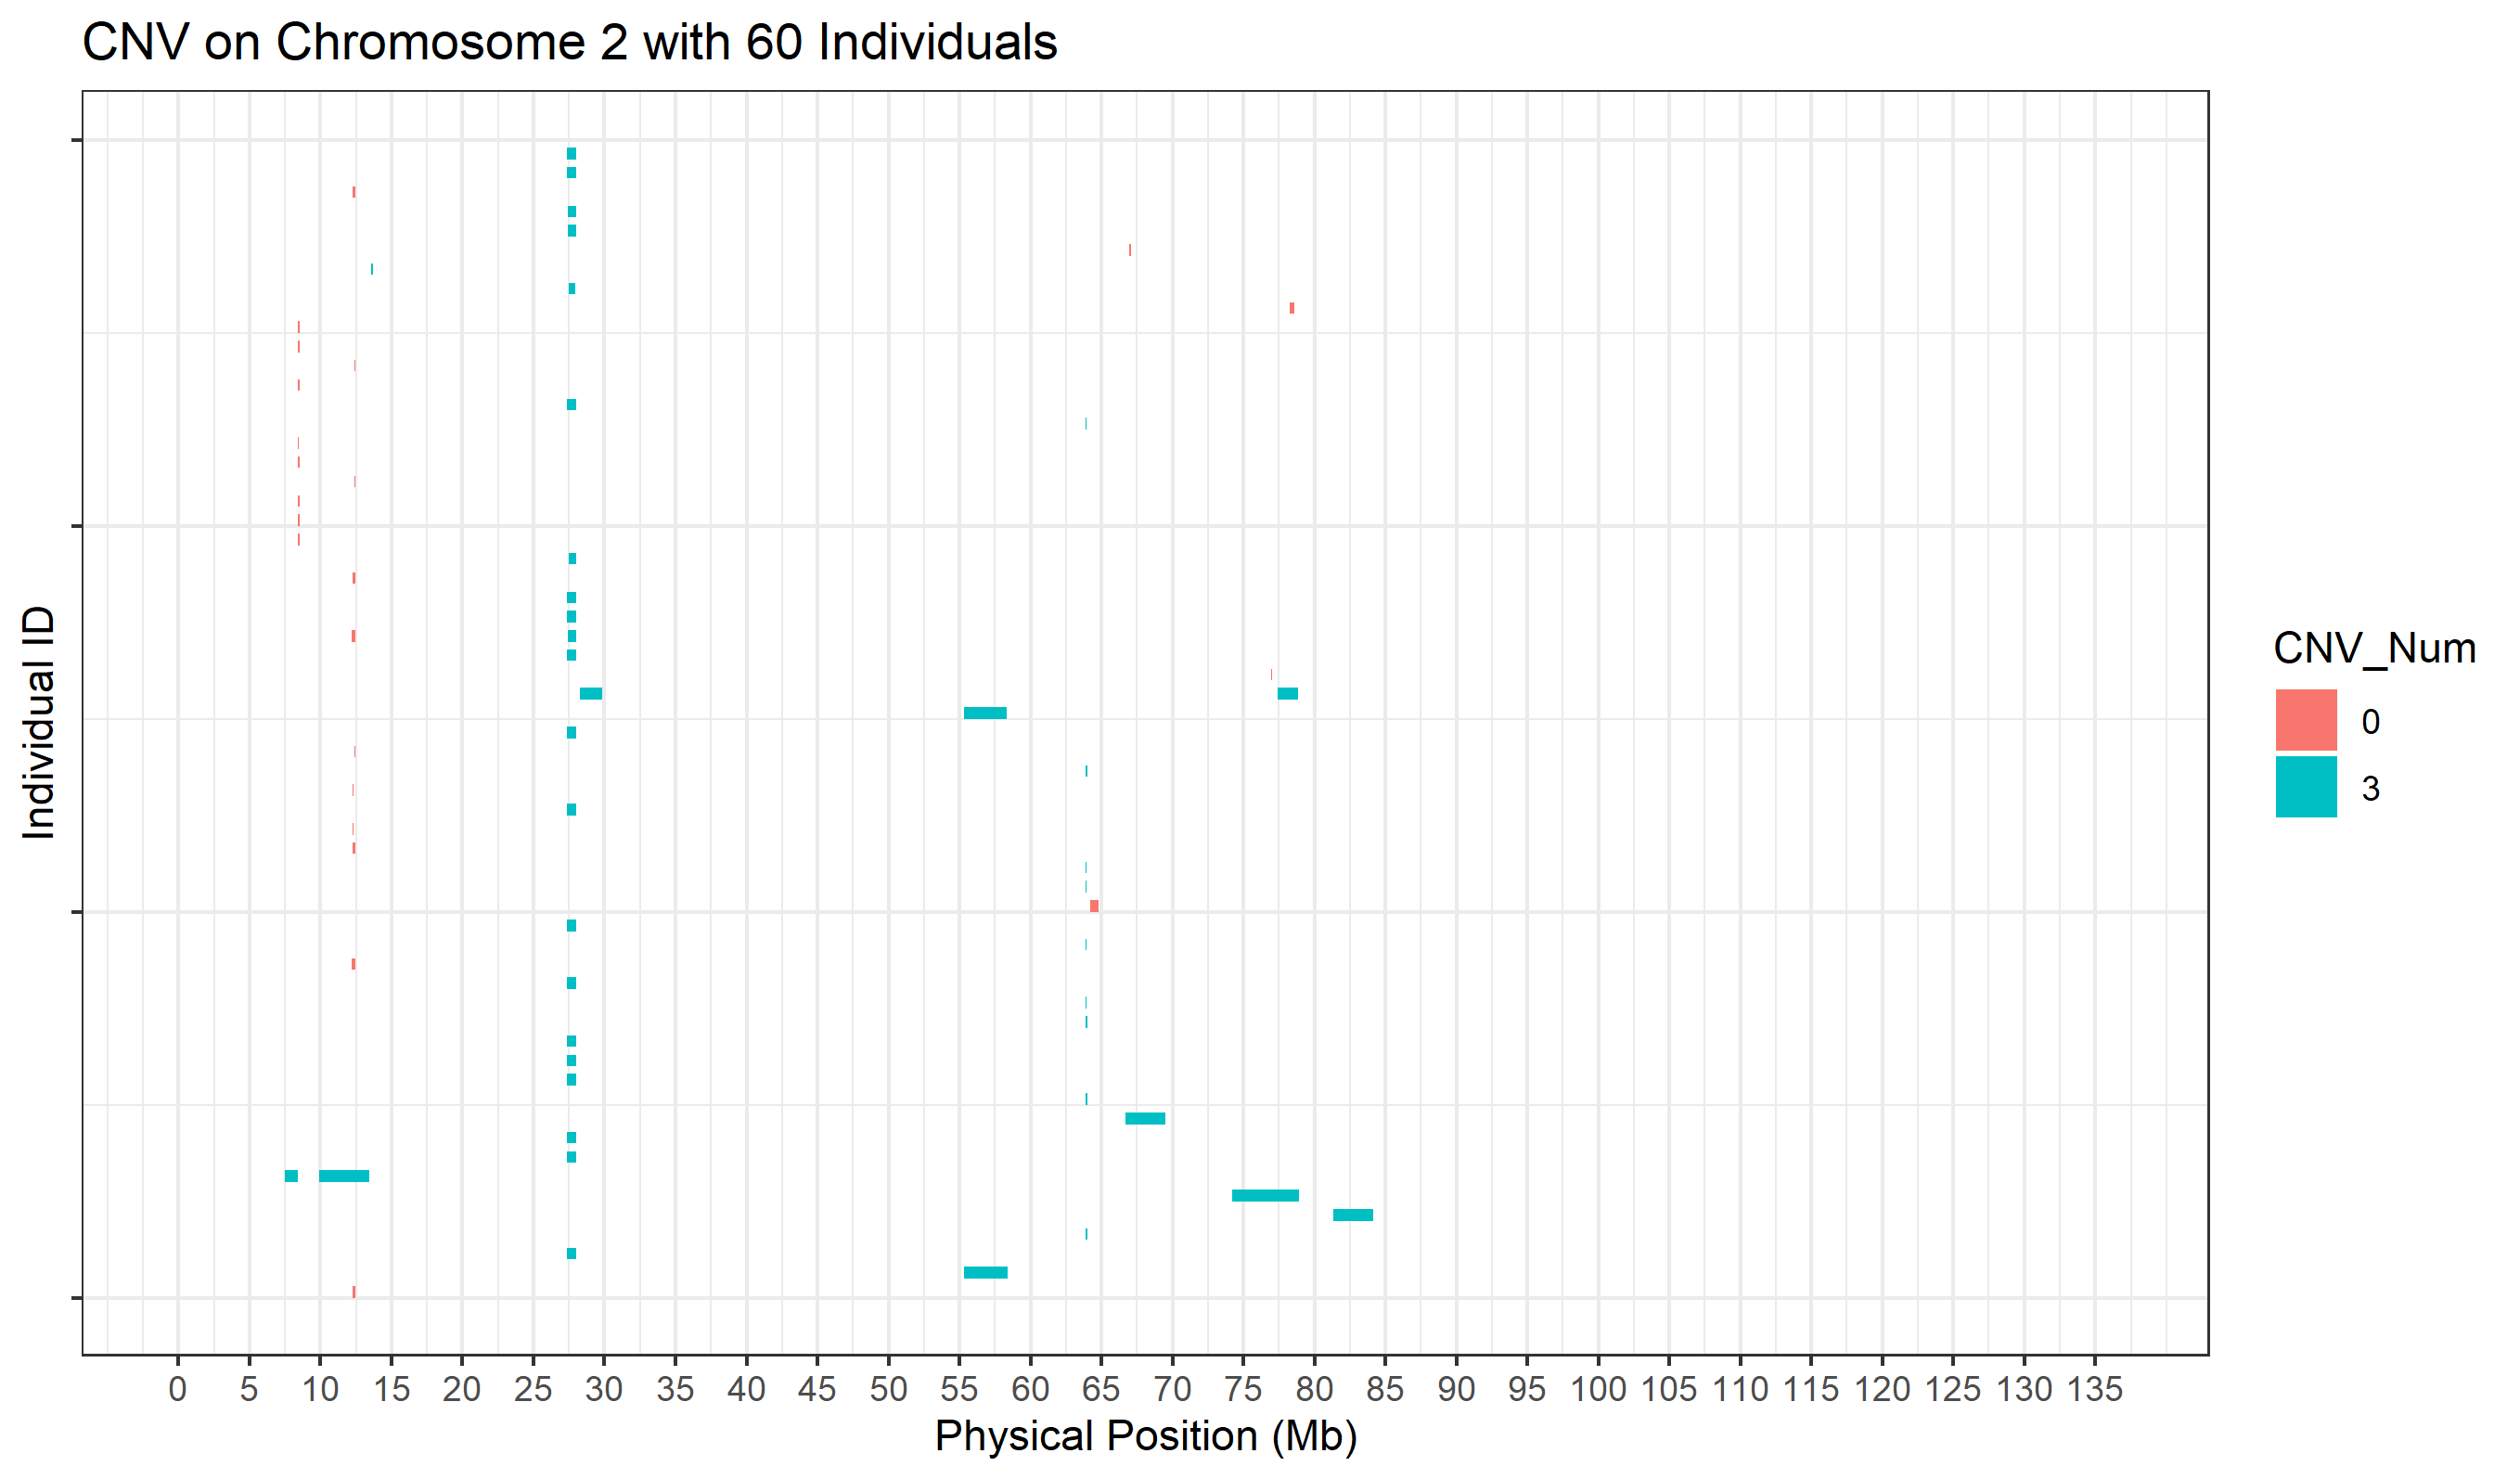 CNV on Chromosome 2 with 60 Individuals
Individual ID
CNV_Num
0
3
0 5 10 15 20 25 30 35 40 45 50 55 60 65 70 75 80 85 90 95 100 105 110 115 120 125 130 135
Physical Position (Mb)